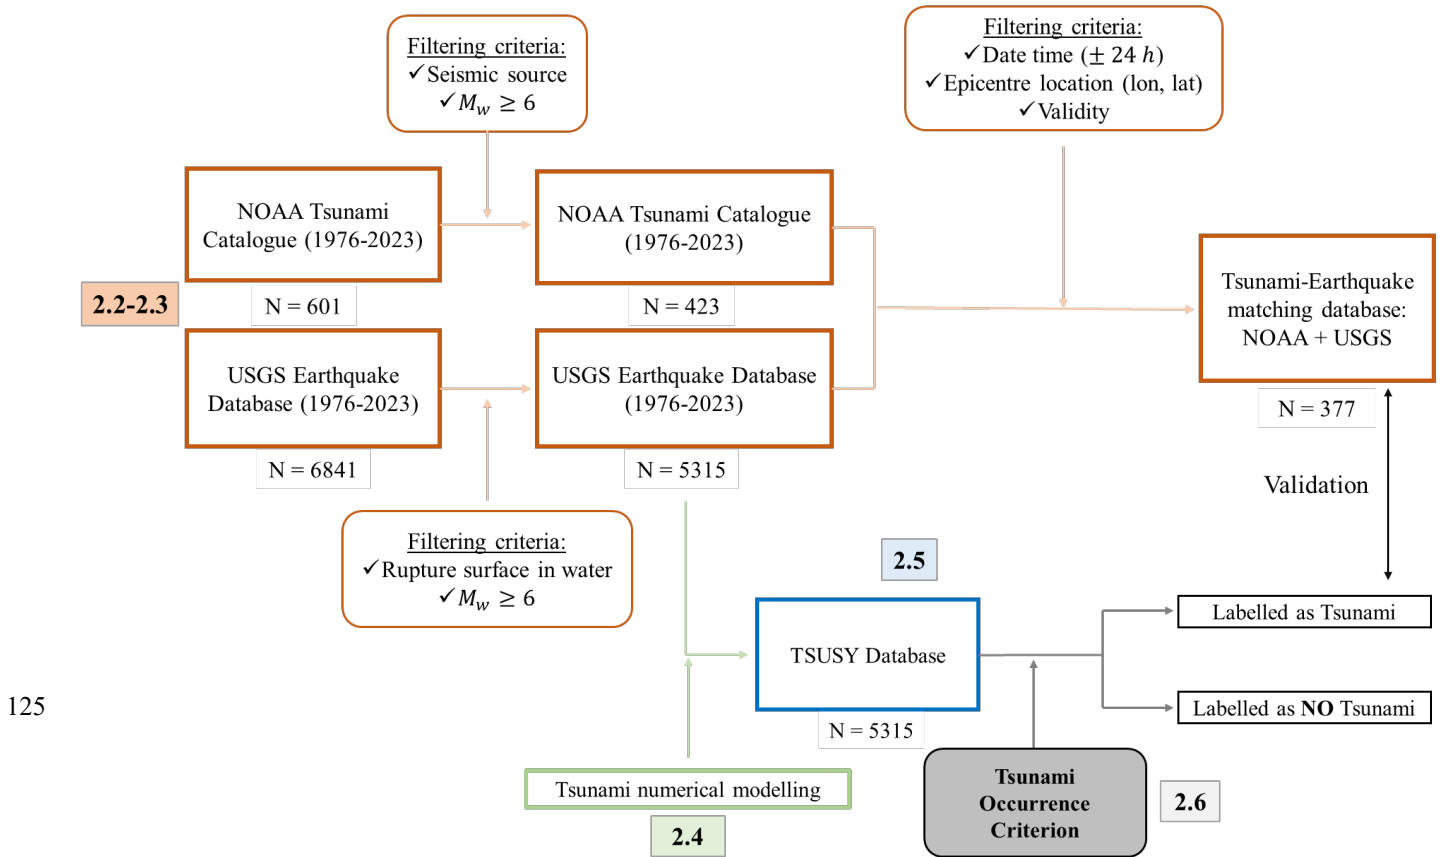 Filtering criteria:
✓Seismic source
✓M_w ≥ 6
Filtering criteria:
✓Date time (± 24 h)
✓Epicentre location (lon, lat)
✓Validity
NOAA Tsunami
Catalogue (1976-2023)
N = 601
NOAA Tsunami Catalogue
(1976-2023)
N = 423
2.2-2.3
USGS Earthquake
Database (1976-2023)
N = 6841
USGS Earthquake Database
(1976-2023)
N = 5315
Tsunami-Earthquake
matching database:
NOAA + USGS
N = 377
Validation
Filtering criteria:
✓Rupture surface in water
✓M_w ≥ 6
2.5
TSUSY Database
N = 5315
Labelled as Tsunami
Labelled as NO Tsunami
125
Tsunami numerical modelling
2.4
Tsunami
Occurrence
Criterion
2.6